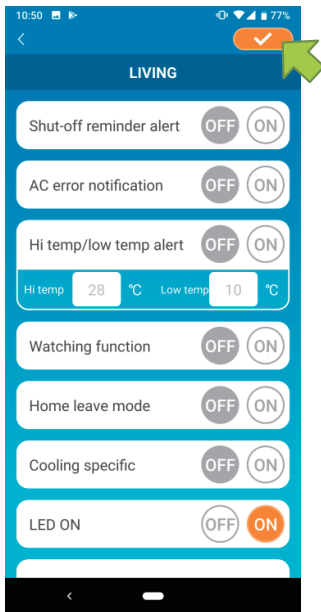 10:50 77%
LIVING
Shut-off reminder alert OFF ON
AC error notification OFF ON
Hi temp/low temp alert OFF ON
Hi temp 28 ℃ Low temp 10 ℃
Watching function OFF ON
Home leave mode OFF ON
Cooling specific OFF ON
LED ON OFF ON